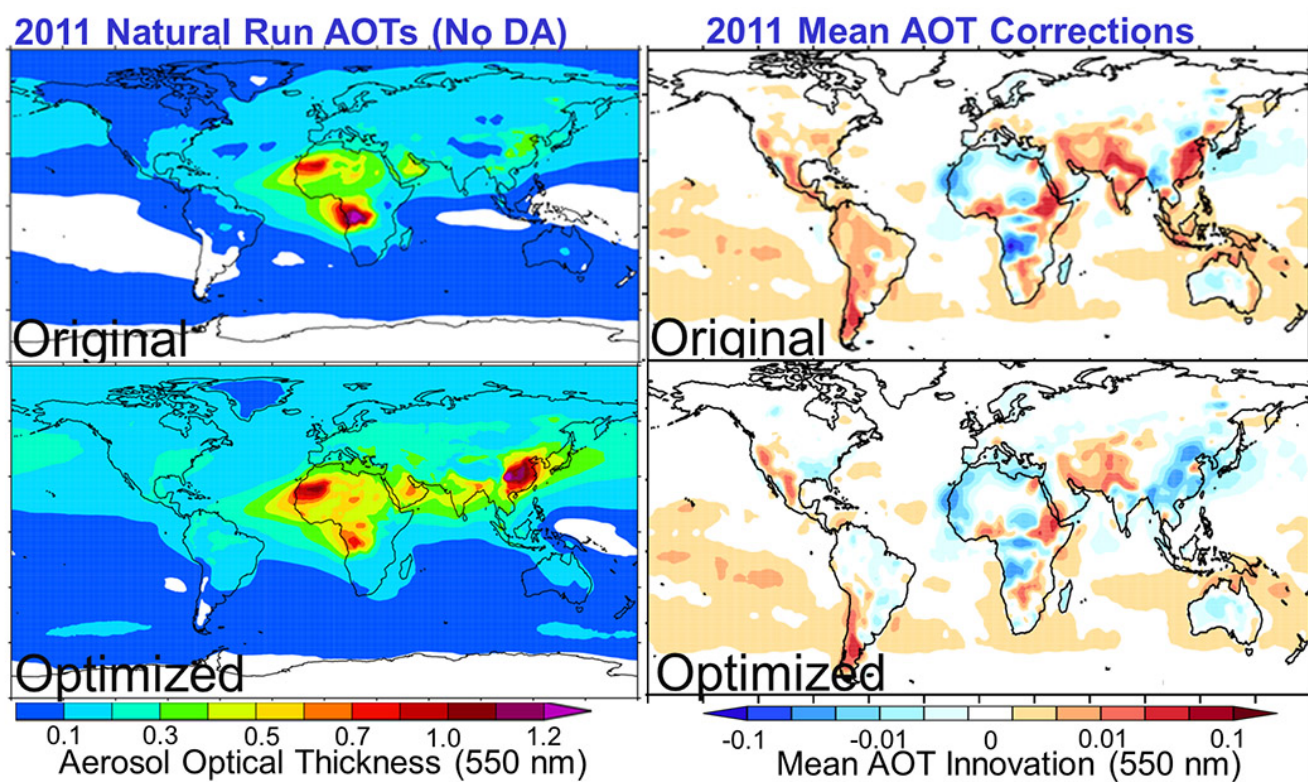 2011 Natural Run AOTs (No DA)
2011 Mean AOT Corrections
Original
Original
Optimized
Optimized
0.1 0.3 0.5 0.7 1.0 1.2
Aerosol Optical Thickness (550 nm)
-0.1 -0.01 0 0.01 0.1
Mean AOT Innovation (550 nm)